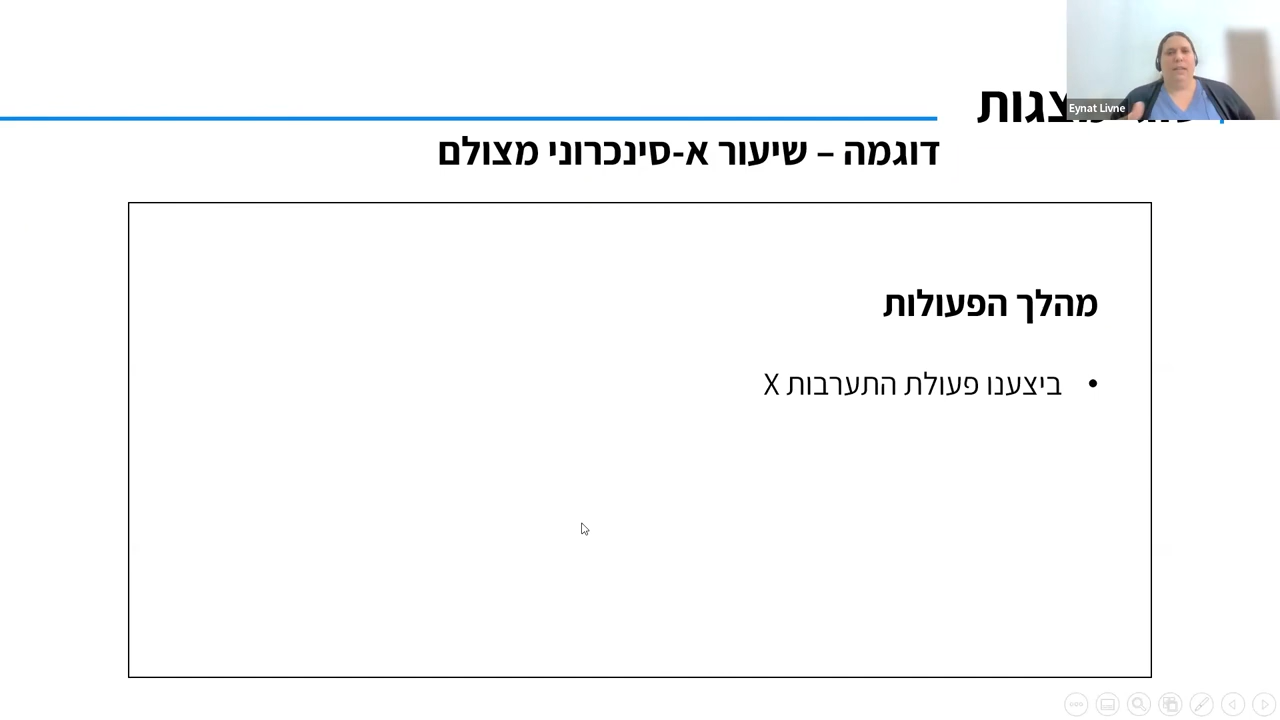 Eynat Livne
דוגמה – שיעור א-סינכרוני מצולם
מהלך הפעולות
• ביצענו פעולת התערבות X